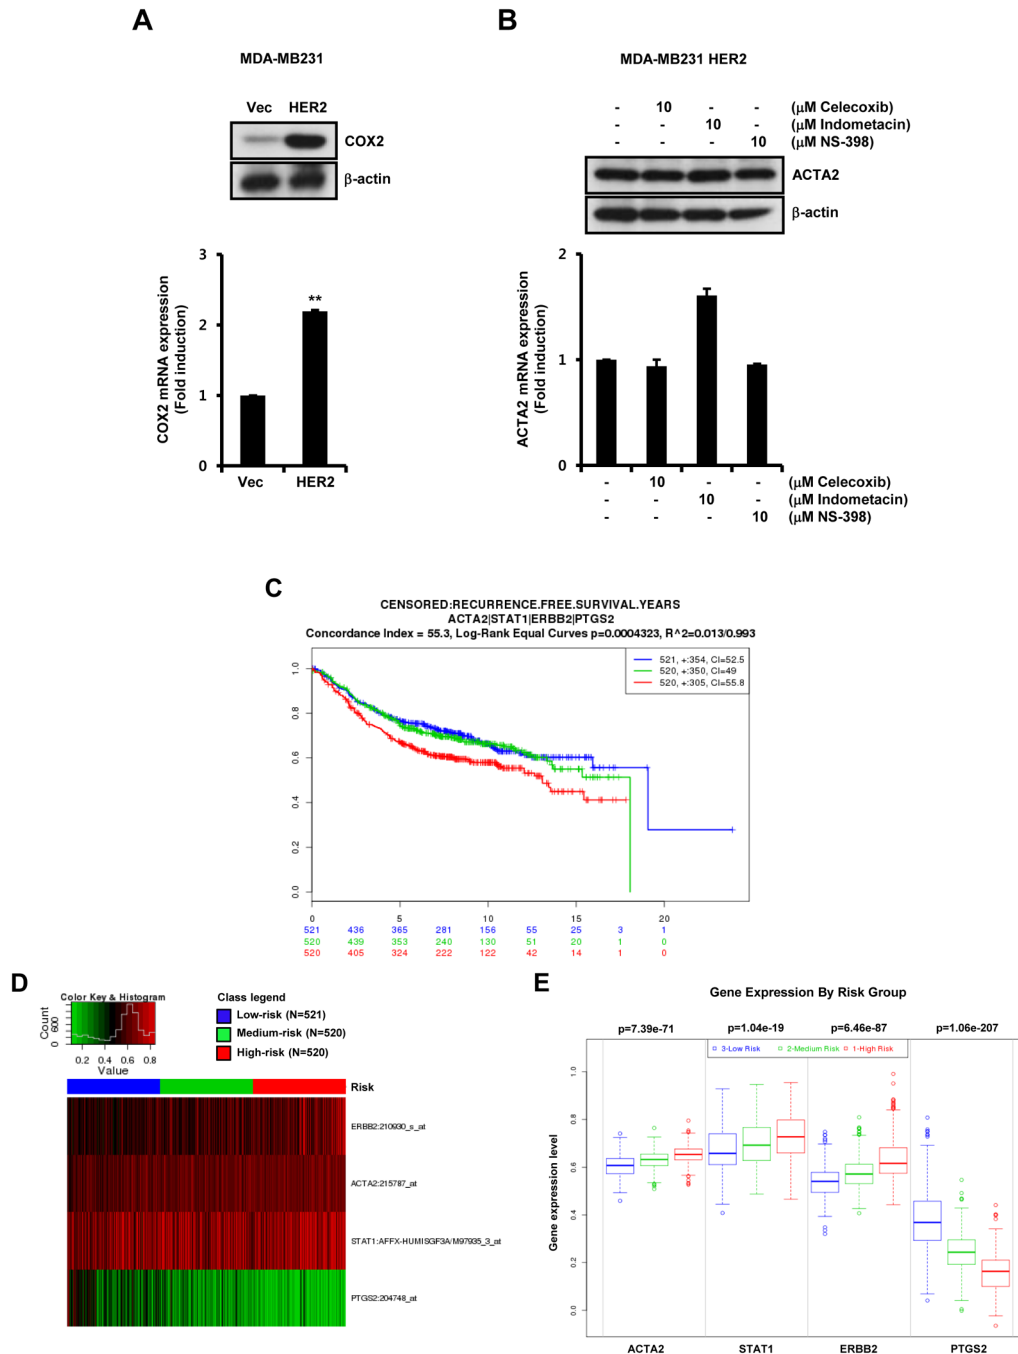 A
MDA-MB231
Vec HER2
COX2
β-actin
3
2
1
0
COX2 mRNA expression
(Fold induction)
**
Vec HER2
B
MDA-MB231 HER2
- 10 - - (μM Celecoxib)
- - 10 - (μM Indometacin)
- - - 10 (μM NS-398)
ACTA2
β-actin
2
1
0
ACTA2 mRNA expression
(Fold induction)
- 10 - - (μM Celecoxib)
- - 10 - (μM Indometacin)
- - - 10 (μM NS-398)
C
CENSORED:RECURRENCE.FREE.SURVIVAL.YEARS
ACTA2|STAT1|ERBB2|PTGS2
Concordance Index = 55.3, Log-Rank Equal Curves p=0.0004323, R^2=0.013/0.993
521, +:354, CI=52.5
520, +:350, CI=49
520, +:305, CI=55.8
1.0
0.8
0.6
0.4
0.2
0.0
0 5 10 15 20
521 436 365 281 156 55 25 3 1
520 439 353 240 130 51 20 1 0
520 405 324 222 122 42 14 1 0
D
Color Key & Histogram
Count
0 600
0.2 0.4 0.6 0.8
Value
Class legend
Low-risk (N=521)
Medium-risk (N=520)
High-risk (N=520)
Risk
ERBB2:210930_s_at
ACTA2:215787_at
STAT1:AFFX-HUMISGF3A/M97935_3_at
PTGS2:204748_at
E
Gene Expression By Risk Group
p=7.39e-71 p=1.04e-19 p=6.46e-87 p=1.06e-207
3-Low Risk 2-Medium Risk 1-High Risk
Gene expression level
1.0
0.8
0.6
0.4
0.2
0.0
ACTA2 STAT1 ERBB2 PTGS2